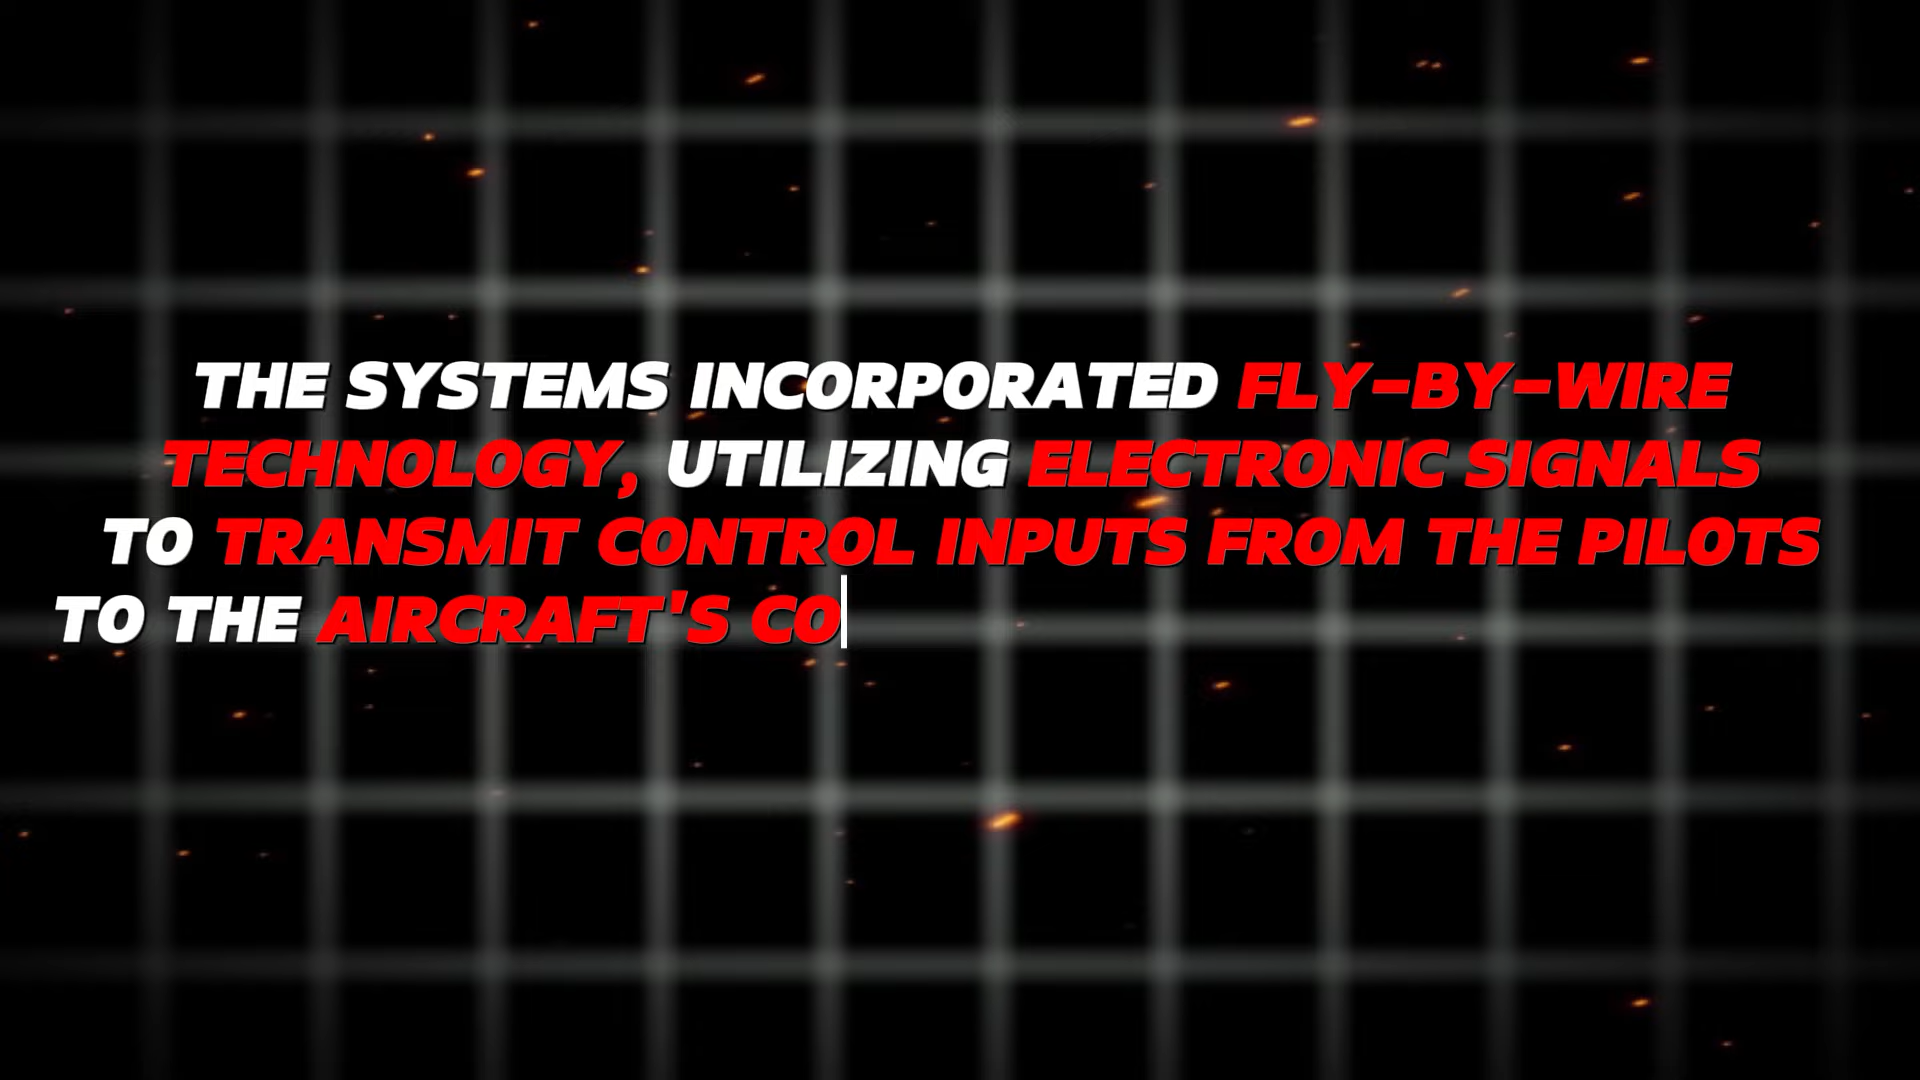 THE SYSTEMS INCORPORATED FLY-BY-WIRE
TECHNOLOGY, UTILIZING ELECTRONIC SIGNALS
TO TRANSMIT CONTROL INPUTS FROM THE PILOTS
TO THE AIRCRAFT'S CO